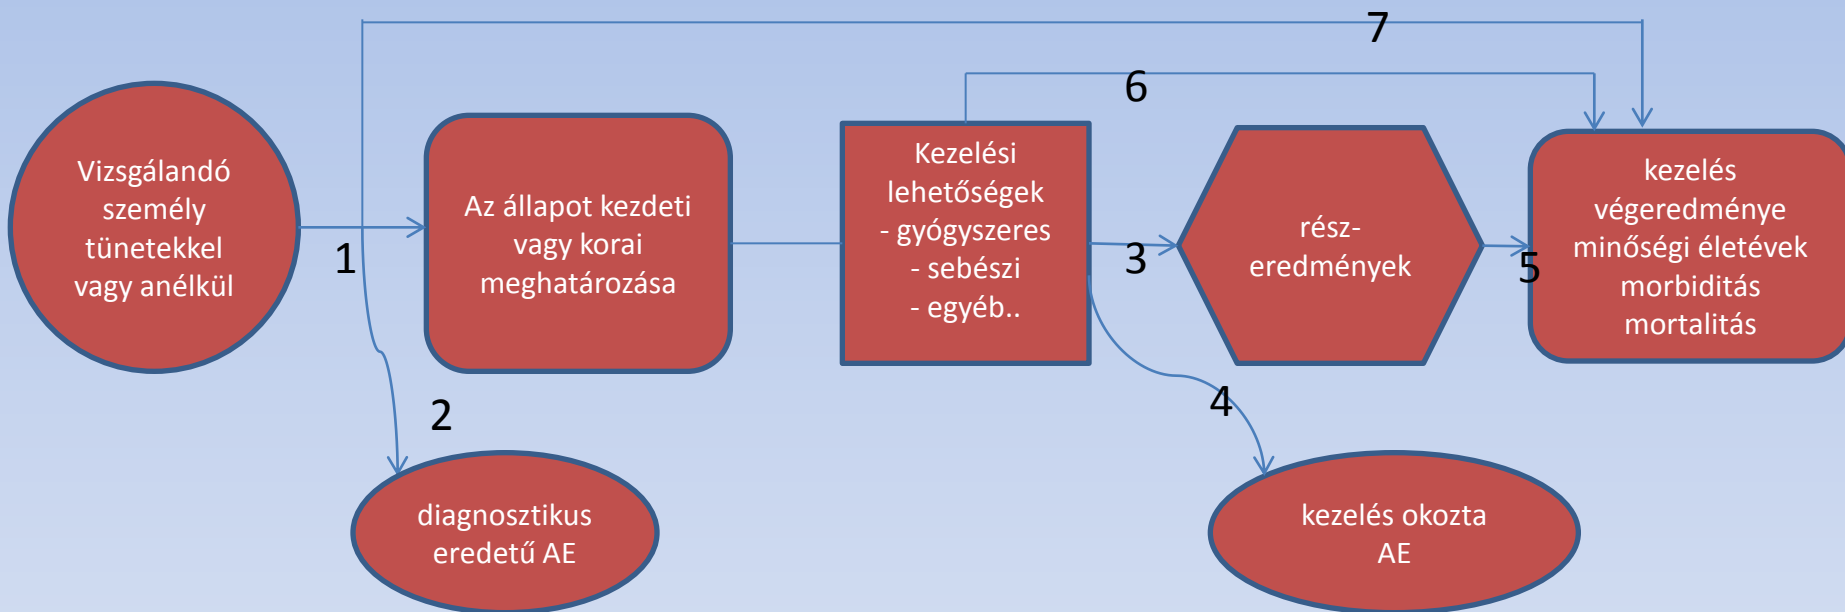 7
6
Vizsgálandó
személy
tünetekkel
vagy anélkül
1
Az állapot kezdeti
vagy korai
meghatározása
Kezelési
lehetőségek
- gyógyszeres
- sebészi
- egyéb..
3
rész-
eredmények
5
kezelés
végeredménye
minőségi életévek
morbiditás
mortalitás
2
4
diagnosztikus
eredetű AE
kezelés okozta
AE